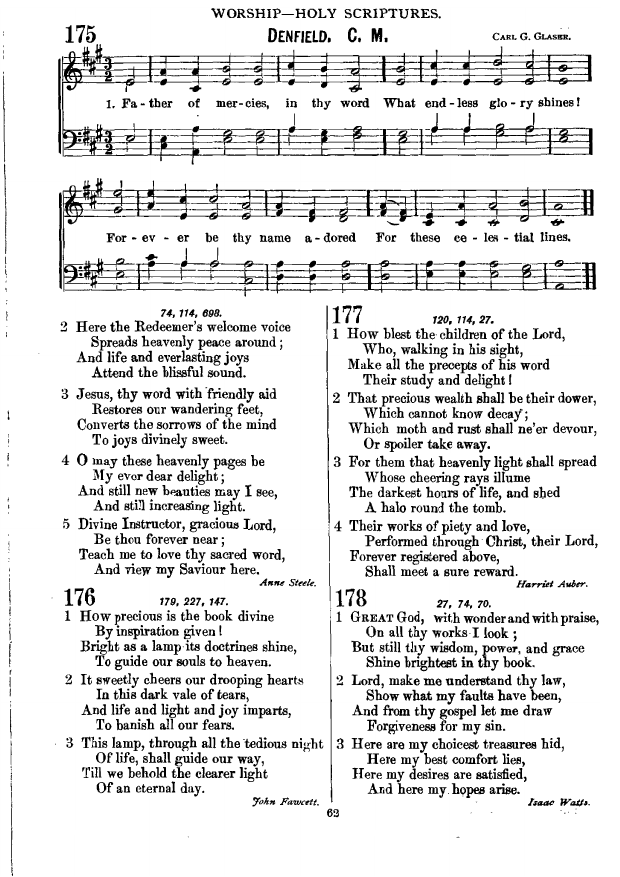 WORSHIP—HOLY SCRIPTURES.
175 DENFIELD. C. M. CARL G. GLASER.
1. Fa - ther of mer - cies, in thy word What end - less glo - ry shines!
For - ev - er be thy name a - dored For these ce - les - tial lines.
74, 114, 698.
2 Here the Redeemer's welcome voice
Spreads heavenly peace around;
And life and everlasting joys
Attend the blissful sound.
3 Jesus, thy word with friendly aid
Restores our wandering feet,
Converts the sorrows of the mind
To joys divinely sweet.
4 O may these heavenly pages be
My ever dear delight;
And still new beauties may I see,
And still increasing light.
5 Divine Instructor, gracious Lord,
Be thou forever near;
Teach me to love thy sacred word,
And view my Saviour here.
Anne Steele.
176 179, 227, 147.
1 How precious is the book divine
By inspiration given!
Bright as a lamp its doctrines shine,
To guide our souls to heaven.
2 It sweetly cheers our drooping hearts
In this dark vale of tears,
And life and light and joy imparts,
To banish all our fears.
3 This lamp, through all the tedious night
Of life, shall guide our way,
Till we behold the clearer light
Of an eternal day.
John Fawcett.
177 120, 114, 27.
1 How blest the children of the Lord,
Who, walking in his sight,
Make all the precepts of his word
Their study and delight!
2 That precious wealth shall be their dower,
Which cannot know decay;
Which moth and rust shall ne'er devour,
Or spoiler take away.
3 For them that heavenly light shall spread
Whose cheering rays illume
The darkest hours of life, and shed
A halo round the tomb.
4 Their works of piety and love,
Performed through Christ, their Lord,
Forever registered above,
Shall meet a sure reward.
Harriet Auber.
178 27, 74, 70.
1 GREAT God, with wonder and with praise,
On all thy works I look;
But still thy wisdom, power, and grace
Shine brightest in thy book.
2 Lord, make me understand thy law,
Show what my faults have been,
And from thy gospel let me draw
Forgiveness for my sin.
3 Here are my choicest treasures hid,
Here my best comfort lies,
Here my desires are satisfied,
And here my hopes arise.
Isaac Watts.
62